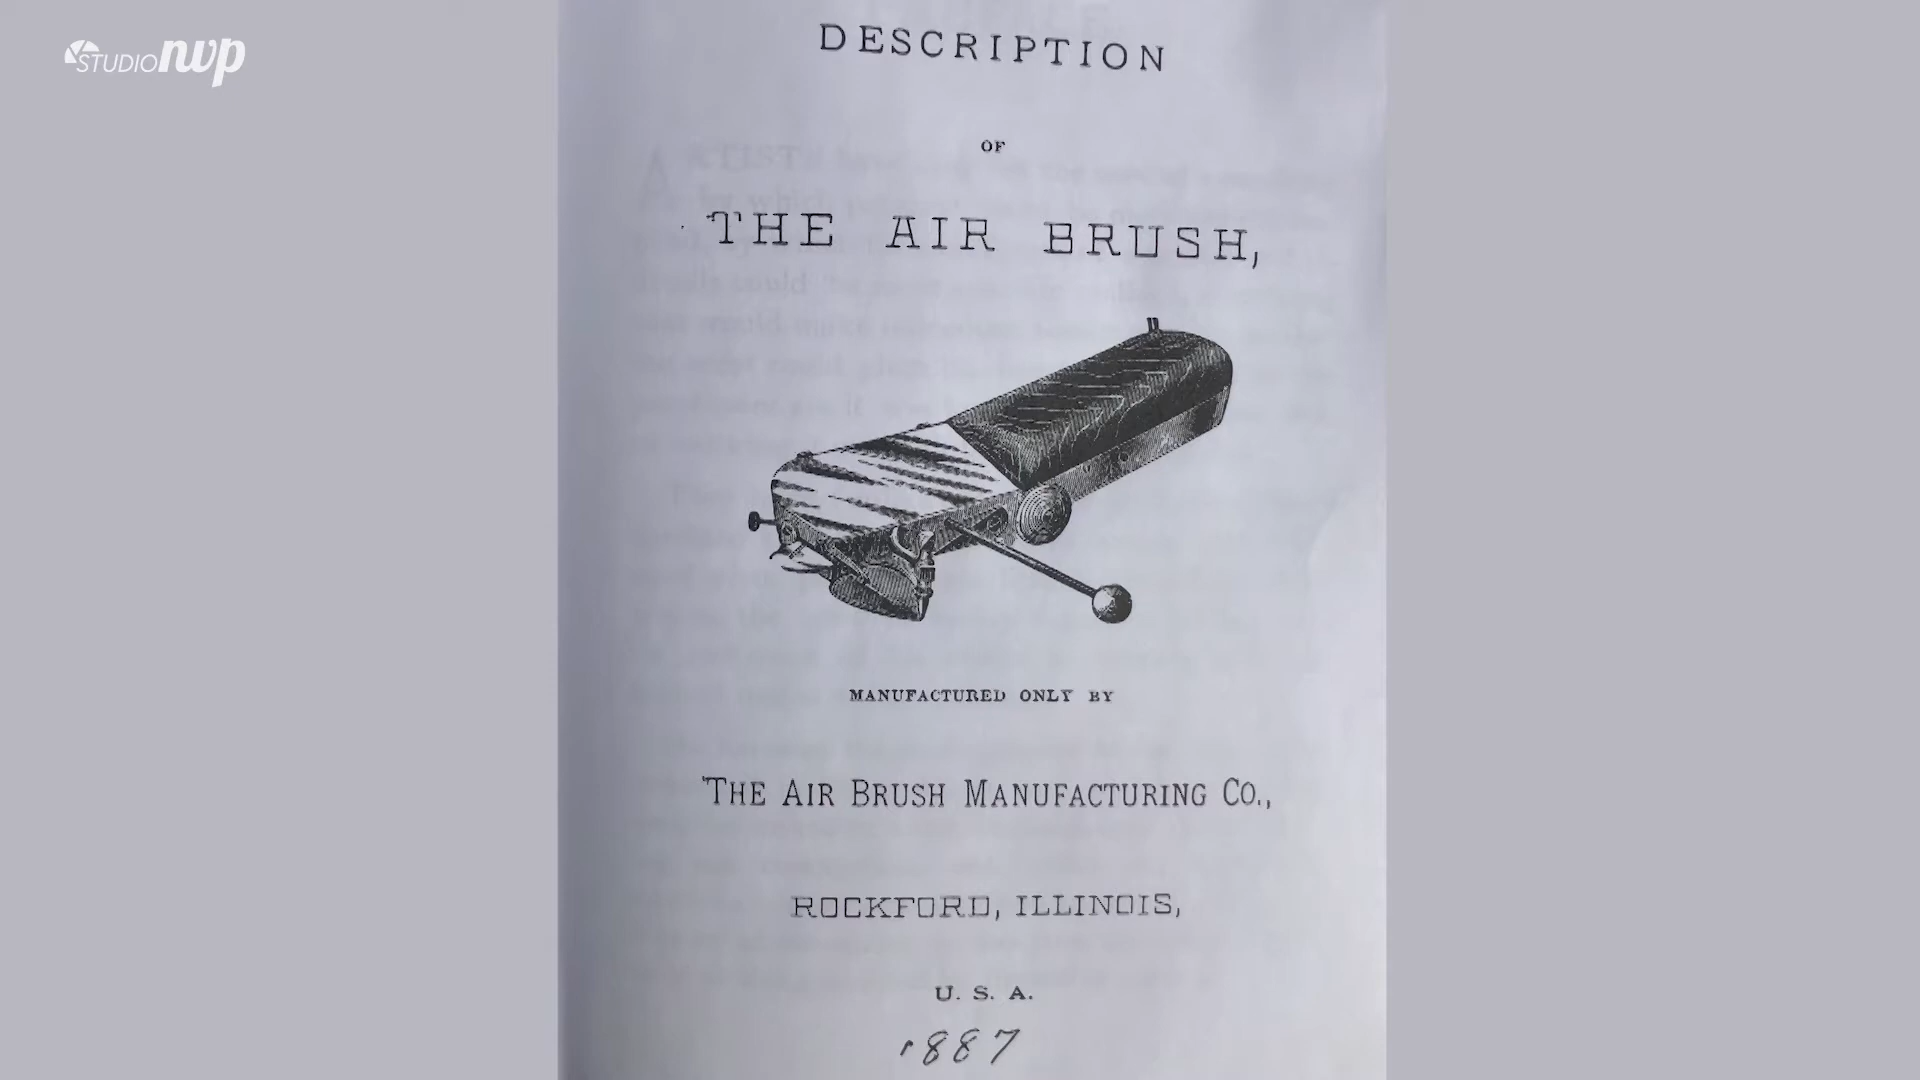 STUDIO nwp
DESCRIPTION
OF
THE AIR BRUSH,
MANUFACTURED ONLY BY
THE AIR BRUSH MANUFACTURING CO.,
ROCKFORD, ILLINOIS,
U. S. A.
1887